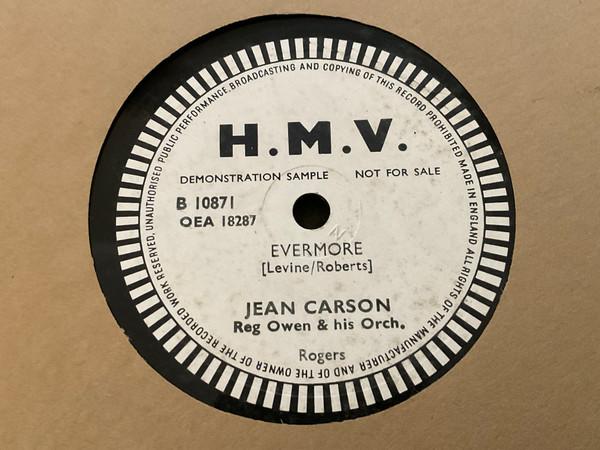 MADE IN ENGLAND ALL RIGHTS OF THE MANUFACTURER AND OF THE OWNER OF THE RECORDED WORK RESERVED. UNAUTHORISED PUBLIC PERFORMANCE, BROADCASTING AND COPYING OF THIS RECORD PROHIBITED
H.M.V.
DEMONSTRATION SAMPLE NOT FOR SALE
B 10871
OEA 18287
EVERMORE
[Levine/Roberts]
JEAN CARSON
Reg Owen & his Orch.
Rogers